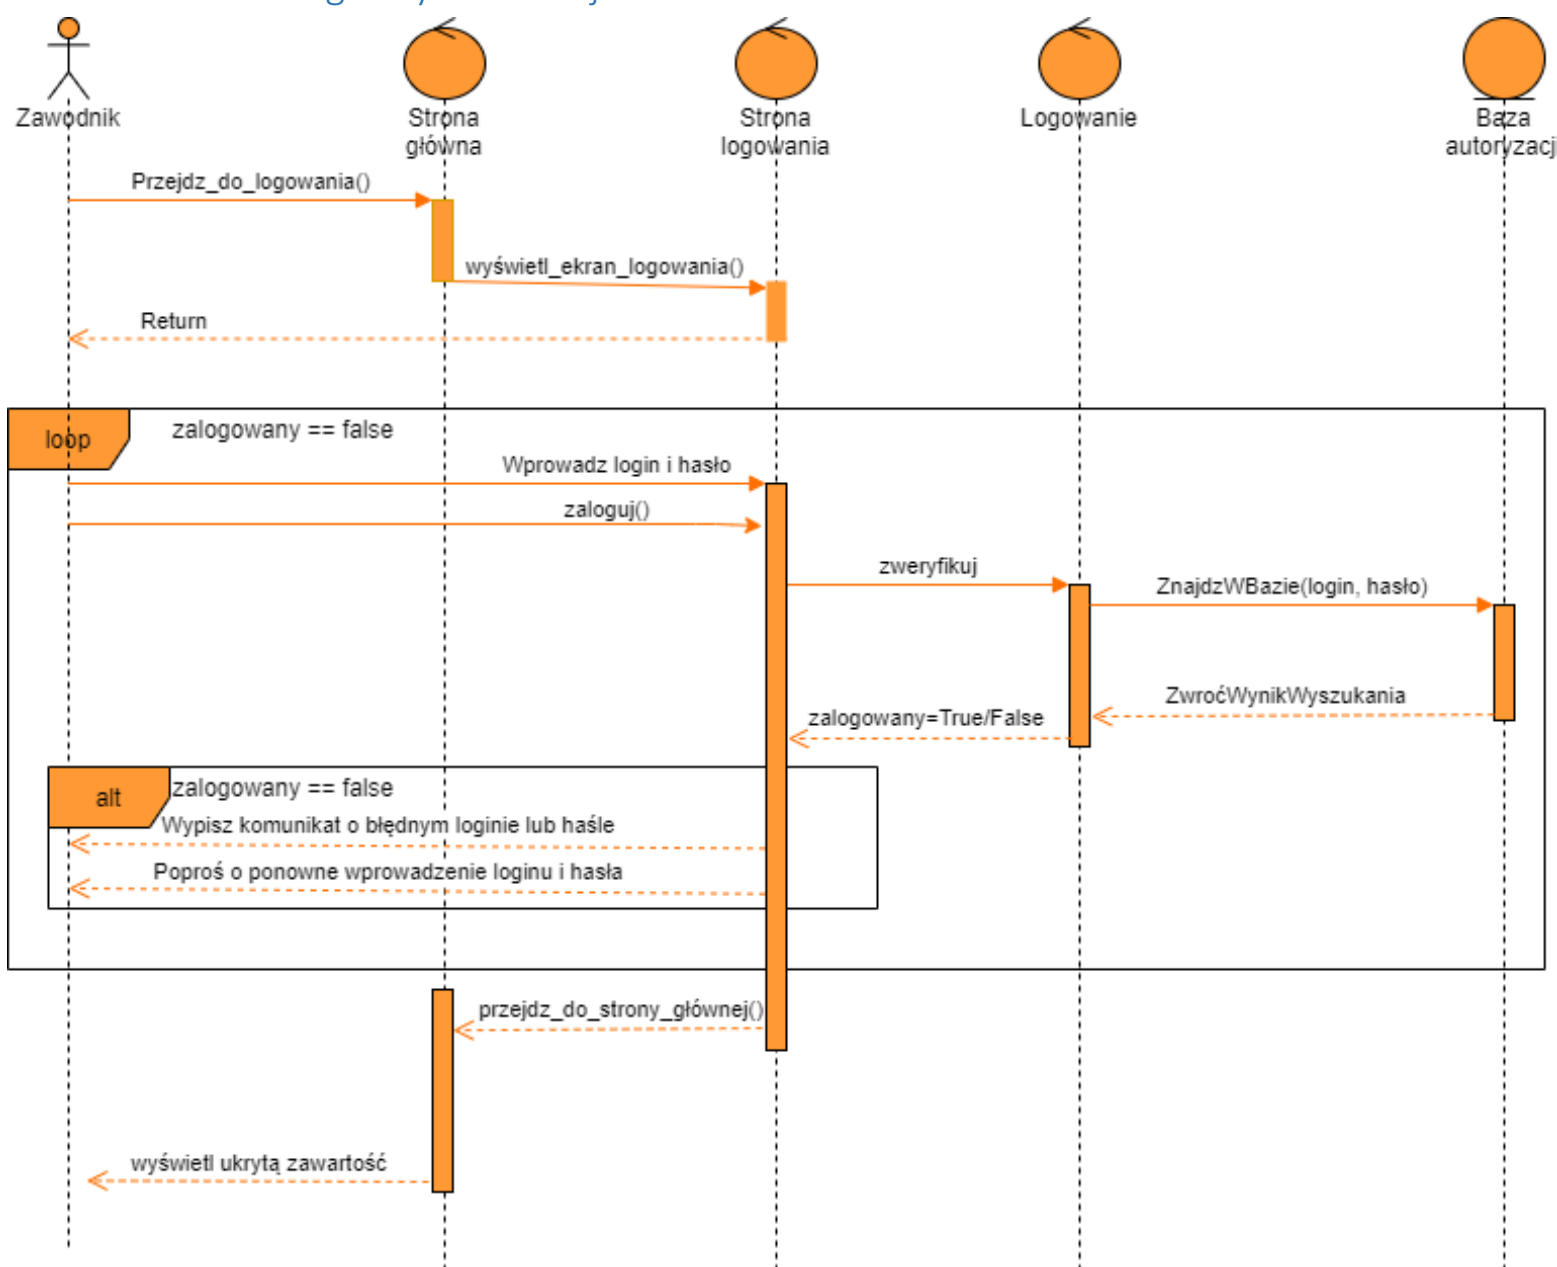 Zawodnik
Strona
główna
Strona
logowania
Logowanie
Baza
autoryzacj
Przejdz_do_logowania()
wyświetl_ekran_logowania()
Return
loop
zalogowany == false
Wprowadz login i hasło
zaloguj()
zweryfikuj
ZnajdzWBazie(login, hasło)
ZwroćWynikWyszukania
zalogowany=True/False
alt
zalogowany == false
Wypisz komunikat o błędnym loginie lub haśle
Poproś o ponowne wprowadzenie loginu i hasła
przejdz_do_strony_głównej()
wyświetl ukrytą zawartość